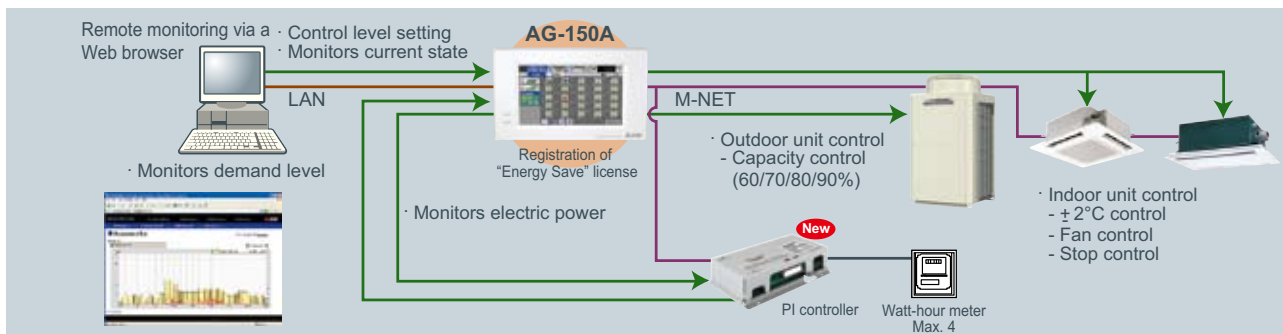 Remote monitoring via a
Web browser
· Control level setting
· Monitors current state
AG-150A
LAN
M-NET
Registration of
“Energy Save” license
· Monitors demand level
· Monitors electric power
· Outdoor unit control
- Capacity control
(60/70/80/90%)
· Indoor unit control
- ±2°C control
- Fan control
- Stop control
New
PI controller
Watt-hour meter
Max. 4